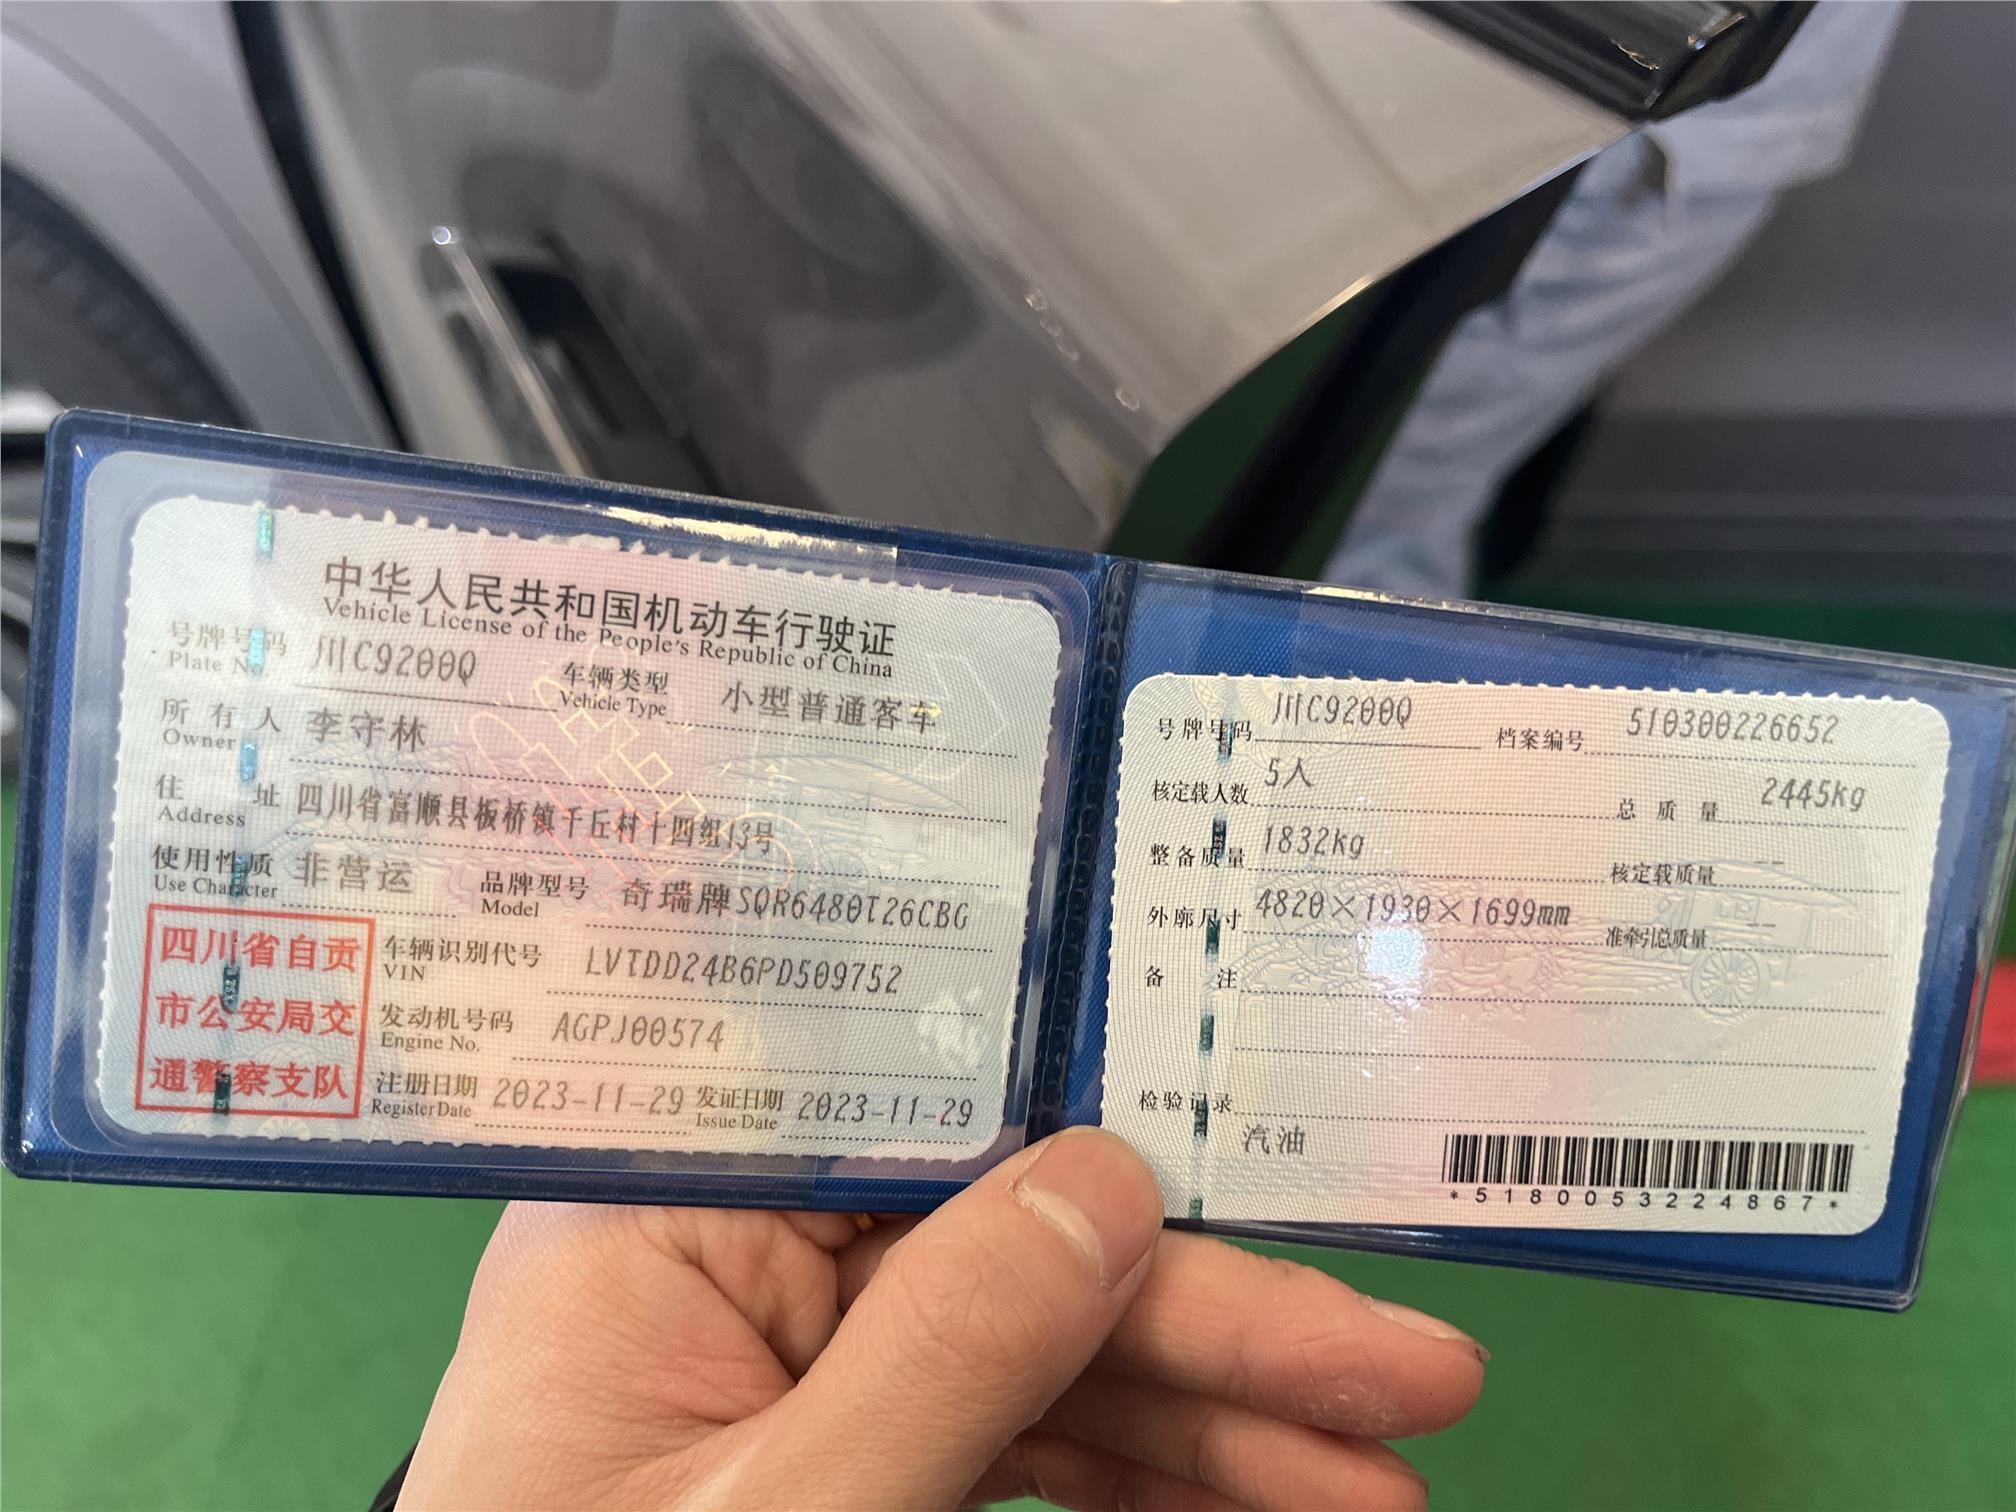 中华人民共和国机动车行驶证
Vehicle License of the People's Republic of China
号牌号码 川C9200Q 车辆类型 小型普通客车
Plate No. Vehicle Type
所有人 李守林
Owner
住址 四川省富顺县板桥镇千丘村十四组13号
Address
使用性质 非营运 品牌型号 奇瑞牌SQR6480T26CBG
Use Character Model
四川省自贡
市公安局交
通警察支队
车辆识别代号 LVTDD24B6PD509752
VIN
发动机号码 AGPJ00574
Engine No.
注册日期 2023-11-29 发证日期 2023-11-29
Register Date Issue Date
号牌号码 川C9200Q 档案编号 510300226652
核定载人数 5人 总质量 2445kg
整备质量 1832kg 核定载质量 --
外廓尺寸 4820×1930×1699mm 准牵引总质量 --
备注
检验记录
汽油
*5180053224867*